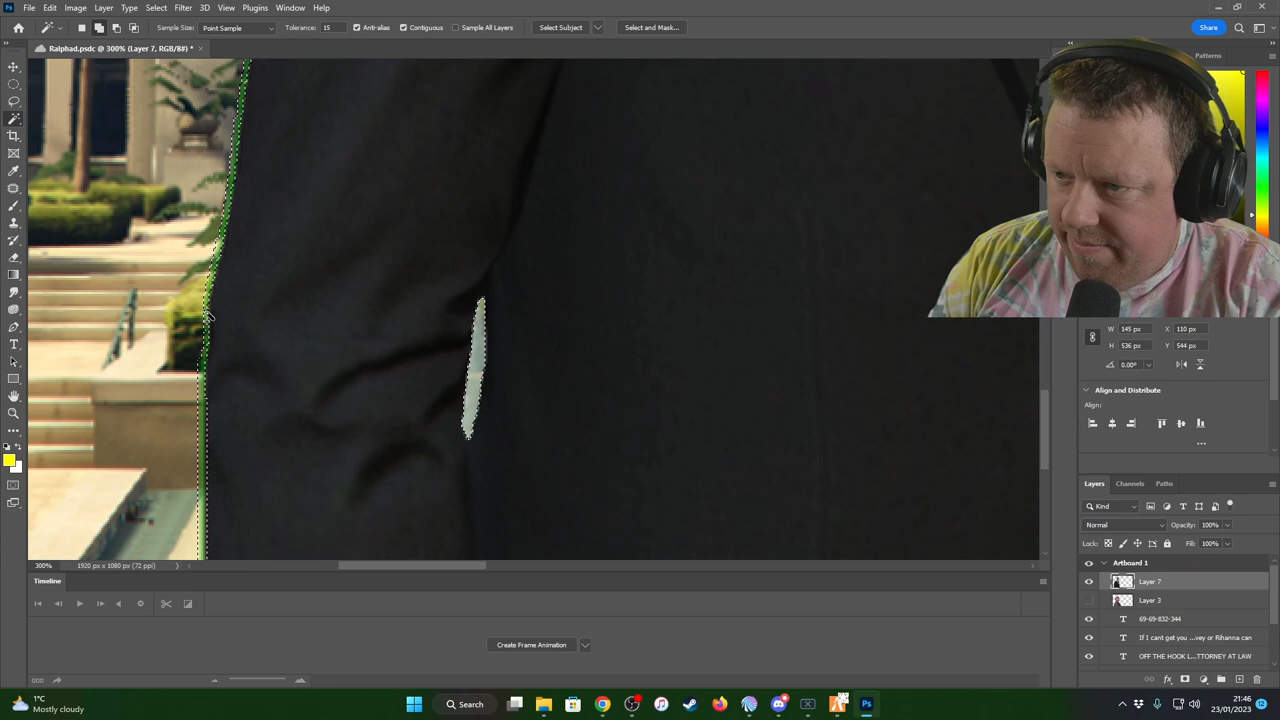 File Edit Image Layer Type Select Filter 3D View Plugins Window Help
Sample Size: Point Sample Tolerance: 15 Anti-alias Contiguous Sample All Layers Select Subject Select and Mask... Share
Ralphad.psdc @ 300% (Layer 7, RGB/8#) *
Patterns
W 145 px X 110 px
H 536 px Y 544 px
0.00°
Align and Distribute
Align:
Layers Channels Paths
Kind
Normal Opacity: 100%
Lock: Fill: 100%
Artboard 1
Layer 7
Layer 3
69-69-832-344
If I cant get you ...vey or Rihanna can
OFF THE HOOK L...TTORNEY AT LAW
300% 1920 px x 1080 px (72 ppi)
Timeline
Create Frame Animation
1°C
Mostly cloudy
Search
21:46
23/01/2023